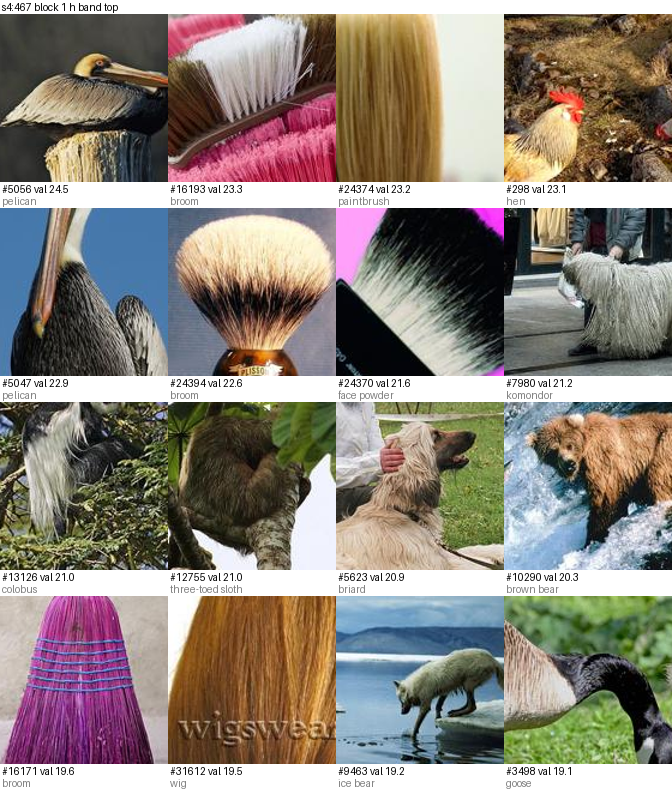 s4:467 block 1 h band top
#5056 val 24.5
pelican
#16193 val 23.3
broom
#24374 val 23.2
paintbrush
#298 val 23.1
hen
#5047 val 22.9
pelican
#24394 val 22.6
broom
#24370 val 21.6
face powder
#7980 val 21.2
komondor
PLISSON
#13126 val 21.0
colobus
#12755 val 21.0
three-toed sloth
#5623 val 20.9
briard
#10290 val 20.3
brown bear
wigswear
#16171 val 19.6
broom
#31612 val 19.5
wig
#9463 val 19.2
ice bear
#3498 val 19.1
goose